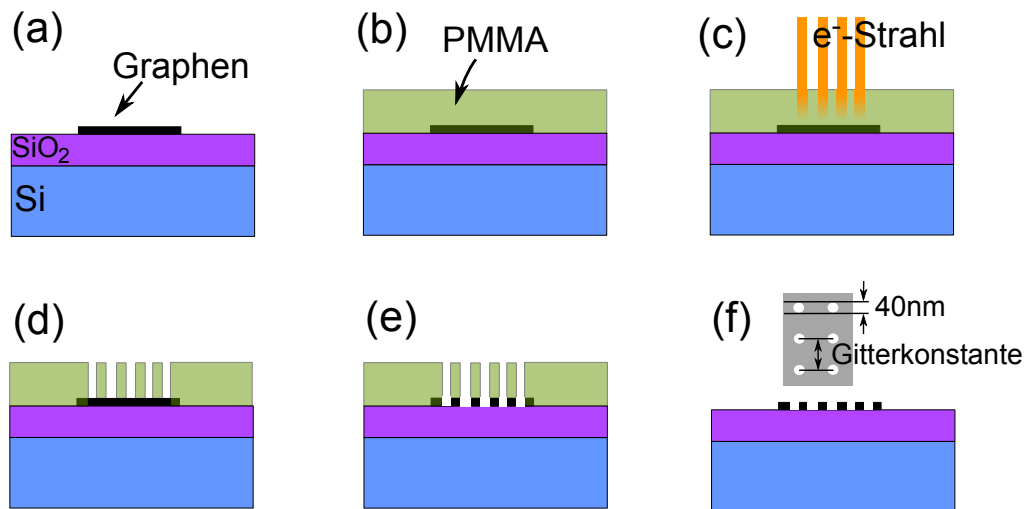 (a)
Graphen
SiO₂
Si
(b)
PMMA
(c)
e⁻-Strahl
(d)
(e)
(f)
40nm
Gitterkonstante